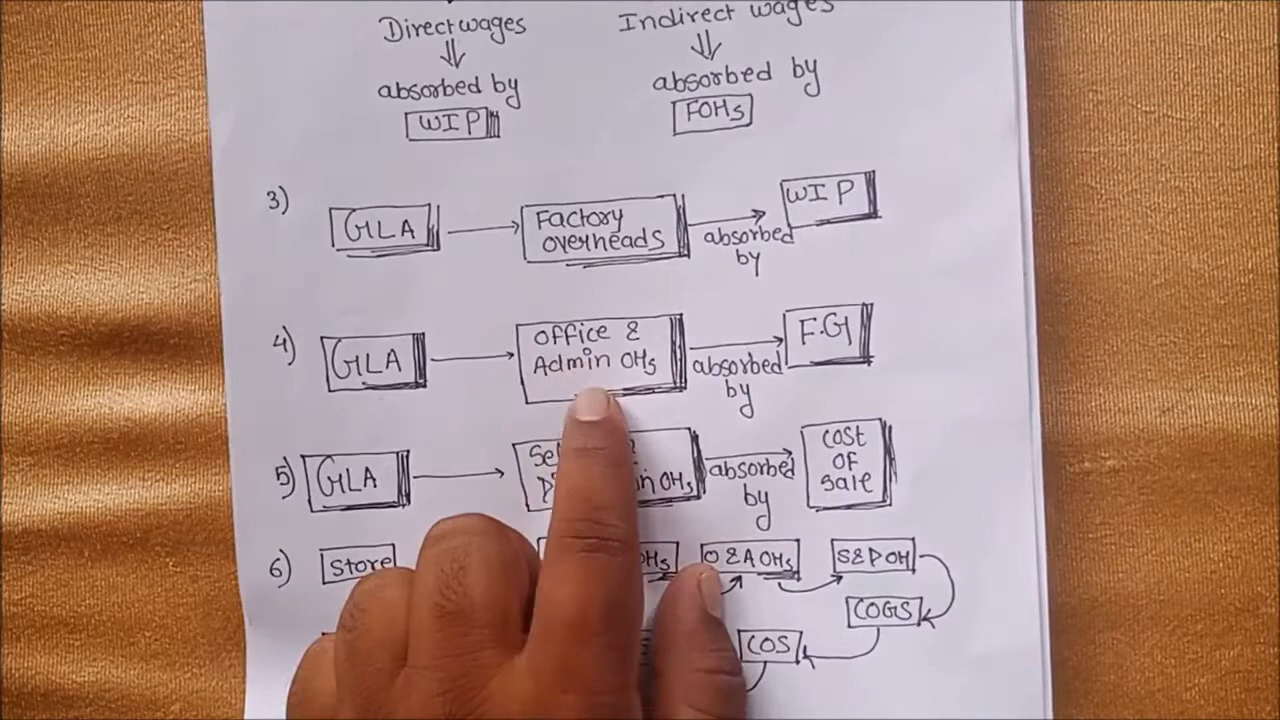 Direct wages
Indirect wages
absorbed by
absorbed by
WIP
FOHs
3)
GLA
Factory
overheads
absorbed
by
WIP
4)
GLA
Office &
Admin OHs
absorbed
by
F.G
5)
GLA
absorbed
by
COST
OF
Sale
6)
Store
O&A OHs
S&D OH
COGS
COS